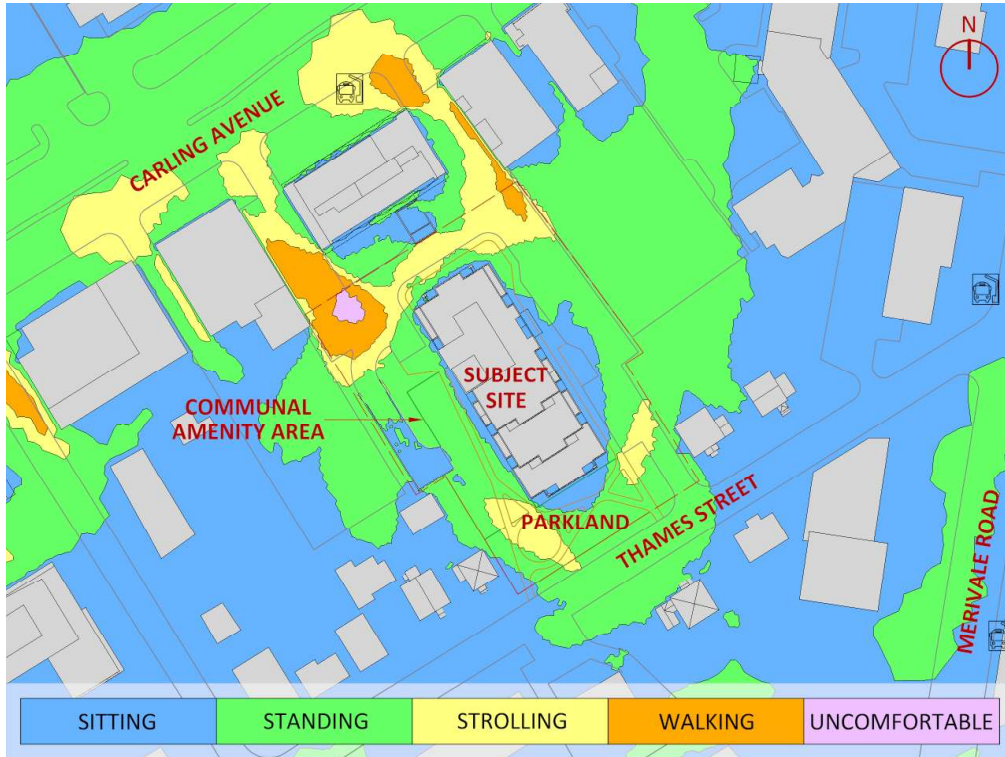 N
CARLING AVENUE
SUBJECT
SITE
COMMUNAL
AMENITY AREA
PARKLAND
THAMES STREET
MERIVALE ROAD
SITTING
STANDING
STROLLING
WALKING
UNCOMFORTABLE